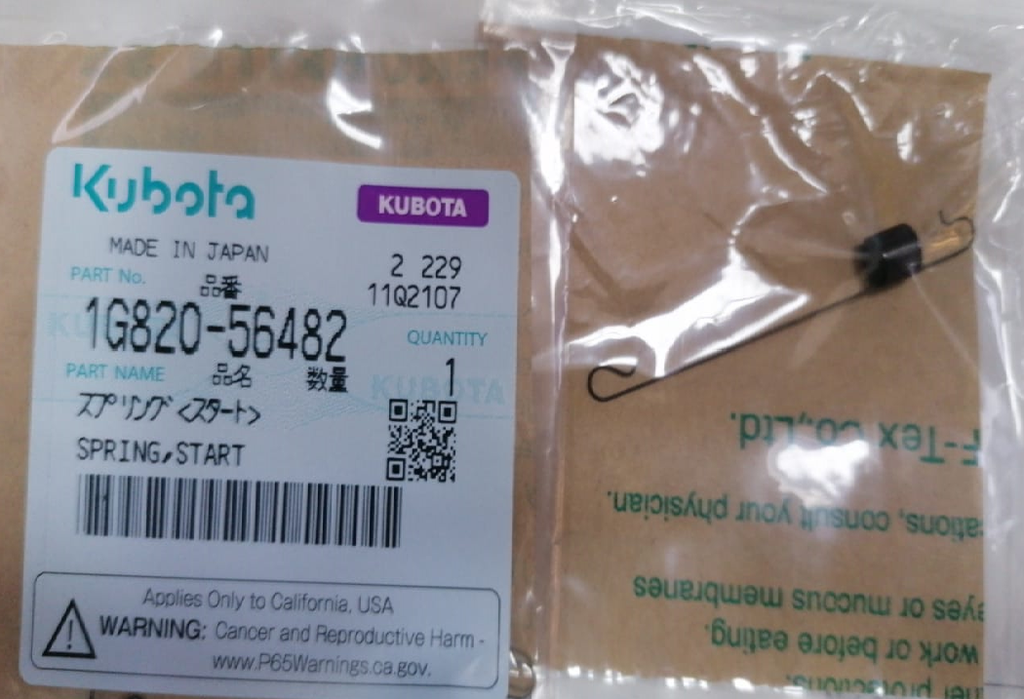 Kubota
KUBOTA
MADE IN JAPAN
2 229
PART No.
品番
11Q2107
1G820-56482
QUANTITY
PART NAME
品名
数量
1
スプリング<スタート>
SPRING,START
KUBOTA
Applies Only to California, USA
WARNING: Cancer and Reproductive Harm -
www.P65Warnings.ca.gov.
F-Tex Co.,Ltd.
cations, consult your physician.
eyes or mucous membranes
work or before eating.